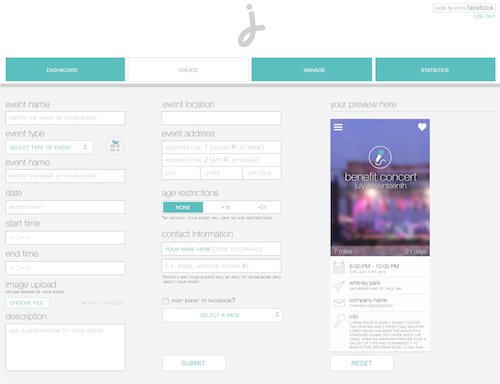 SIGN IN WITH facebook
LOG OUT
DASHBOARD
CREATE
MANAGE
STATISTICS
event name
ENTER THE NAME OF YOUR EVENT
event type
SELECT TYPE OF EVENT
event name
ENTER THE NAME OF YOUR EVENT
date
MM/DD/YYYY
start time
-- : -- --
end time
-- : -- --
image upload
UPLOAD IMAGES OF YOUR EVENT
CHOOSE FILE
NO FILE CHOSEN
description
ADD A DESCRIPTION TO YOUR EVENT
event location
event address
ADDRESS LINE 1 (HOUSE #, ST NAME)
ADDRESS LINE 2 (APT #, OPTIONAL)
CITY
STATE
ZIP CODE
age restrictions
NONE
+18
+21
*BY DEFAULT, YOUR EVENT WILL HAVE NO AGE RESTRICTIONS
contact information
YOUR NAME HERE (TYPE TO CHANGE)
(I.E. EMAIL, WEBSITE, PHONE #)
*ENTER A WAY YOUR GUESTS WILL BE ABLE TO OBTAIN MORE INFO
ABOUT YOUR EVENT
POST EVENT TO FACEBOOK?
SELECT A PAGE
SUBMIT
your preview here
benefit concert
july seventeenth
7 miles
21 days
6:00 PM - 10:00 PM
SUN, JULY 17TH, 2016
whitney park
company name
COMPANY.COM/CONCERT
info
LOREM IPSUM IS SIMPLY DUMMY TEXT OF
THE PRINTING AND TYPESETTING INDUSTRY.
LOREM IPSUM HAS BEEN THE INDUSTRY'S
STANDARD DUMMY TEXT EVER SINCE THE
1500S, WHEN AN UNKNOWN PRINTER TOOK A
GALLEY OF TYPE AND SCRAMBLED IT TO
MAKE A TYPE SPECIMEN BOOK. IT HAS SUR
RESET